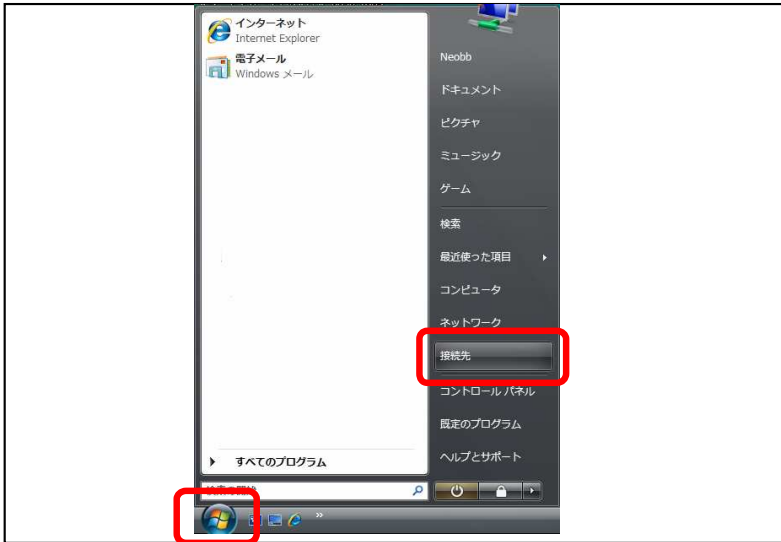 インターネット
Internet Explorer
電子メール
Windows メール
すべてのプログラム
Neobb
ドキュメント
ピクチャ
ミュージック
ゲーム
検索
最近使った項目
コンピュータ
ネットワーク
接続先
コントロール パネル
既定のプログラム
ヘルプとサポート